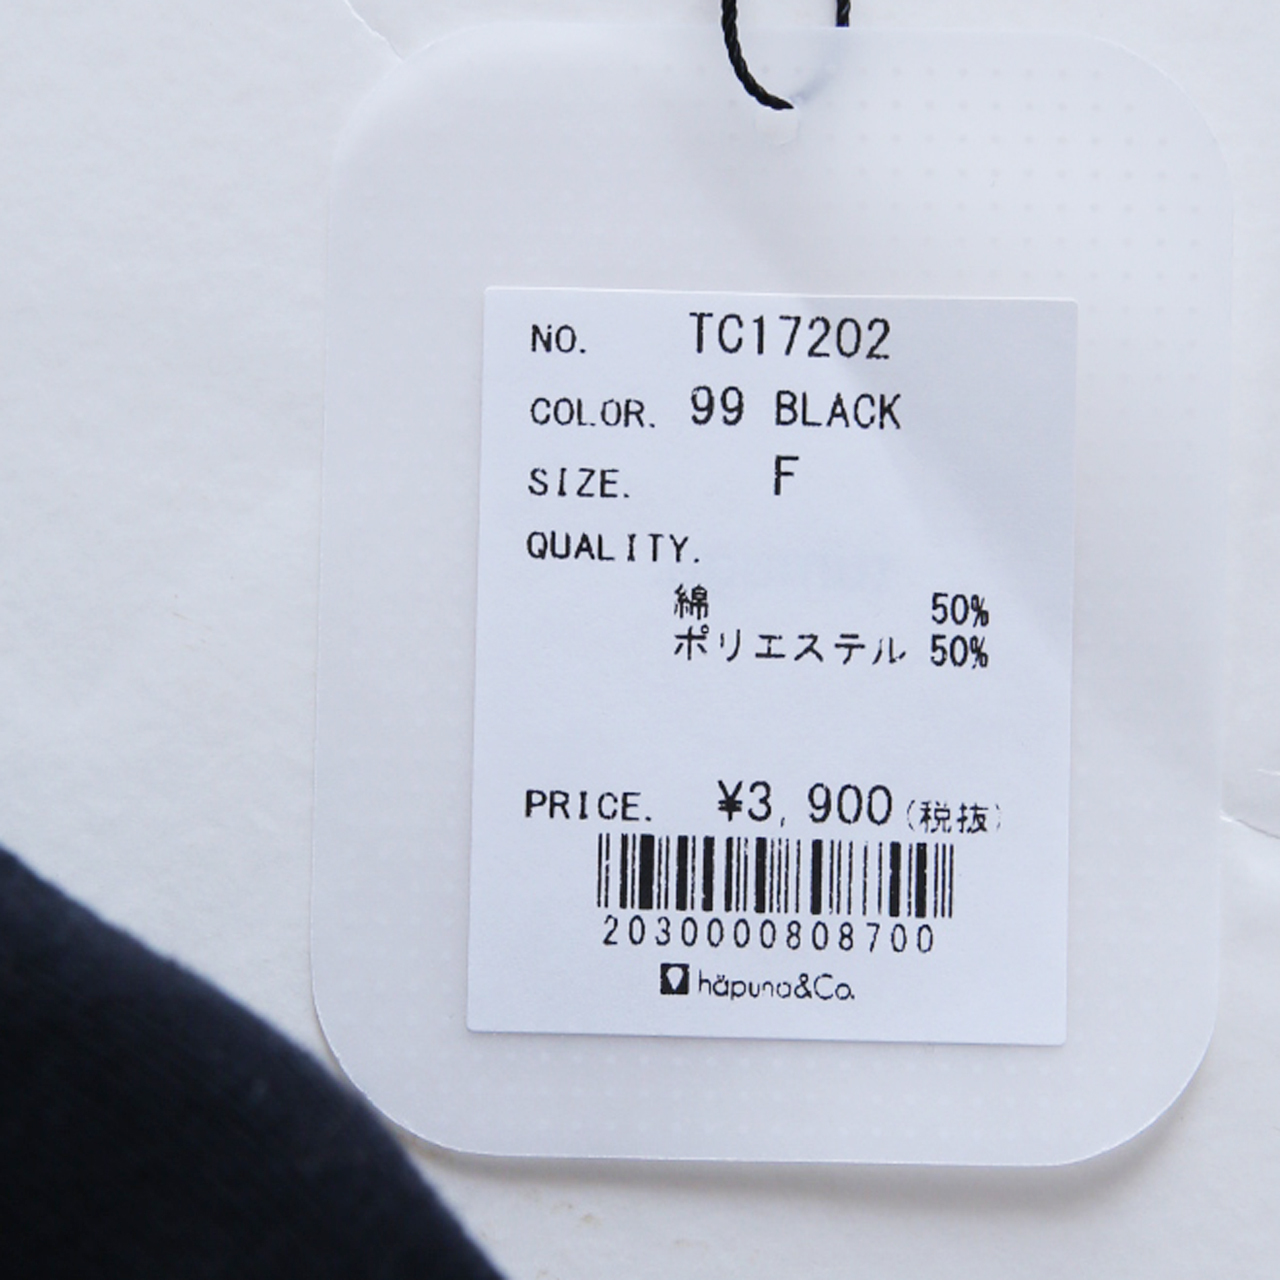 NO. TC17202
COLOR. 99 BLACK
SIZE. F
QUALITY.
綿 50%
ポリエステル 50%
PRICE. ¥3,900(税抜)
2030000808700
häpuna&Co.